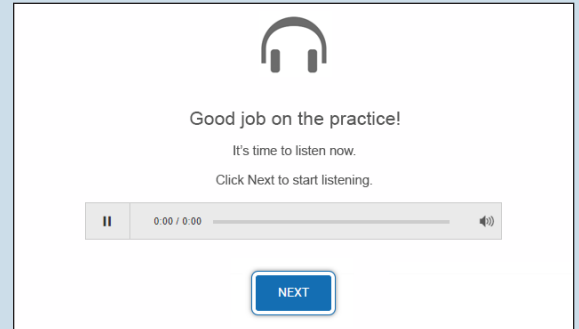 Good job on the practice!
It's time to listen now.
Click Next to start listening.
0:00 / 0:00
NEXT